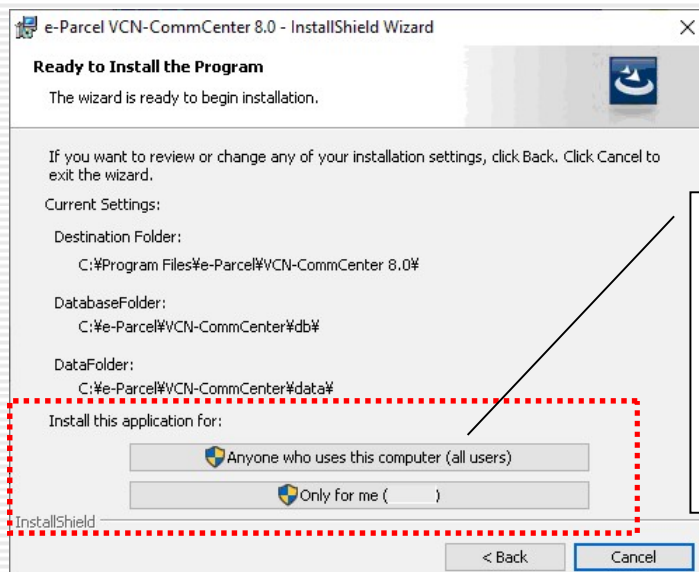 e-Parcel VCN-CommCenter 8.0 - InstallShield Wizard
Ready to Install the Program
The wizard is ready to begin installation.
If you want to review or change any of your installation settings, click Back. Click Cancel to
exit the wizard.
Current Settings:
Destination Folder:
C:¥Program Files¥e-Parcel¥VCN-CommCenter 8.0¥
DatabaseFolder:
C:¥e-Parcel¥VCN-CommCenter¥db¥
DataFolder:
C:¥e-Parcel¥VCN-CommCenter¥data¥
Install this application for:
Anyone who uses this computer (all users)
Only for me ( )
InstallShield
< Back Cancel